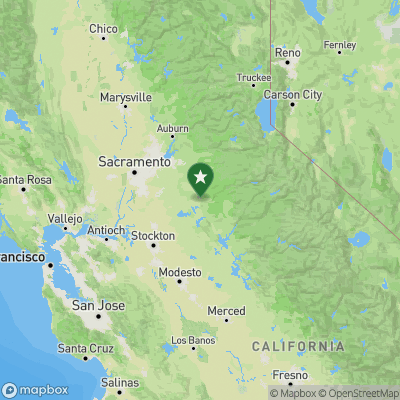 Chico
Fernley
Reno
Truckee
Carson City
Marysville
Auburn
Sacramento
Santa Rosa
Vallejo
Antioch
Stockton
ncisco
Modesto
San Jose
Merced
Los Banos
CALIFORNIA
Santa Cruz
Fresno
Salinas
mapbox
© Mapbox © OpenStreetMap